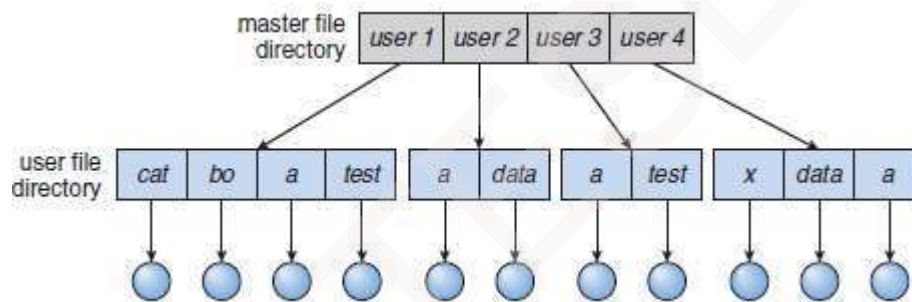 master file directory
user 1 user 2 user 3 user 4
user file directory
cat bo a test a data a test x data a